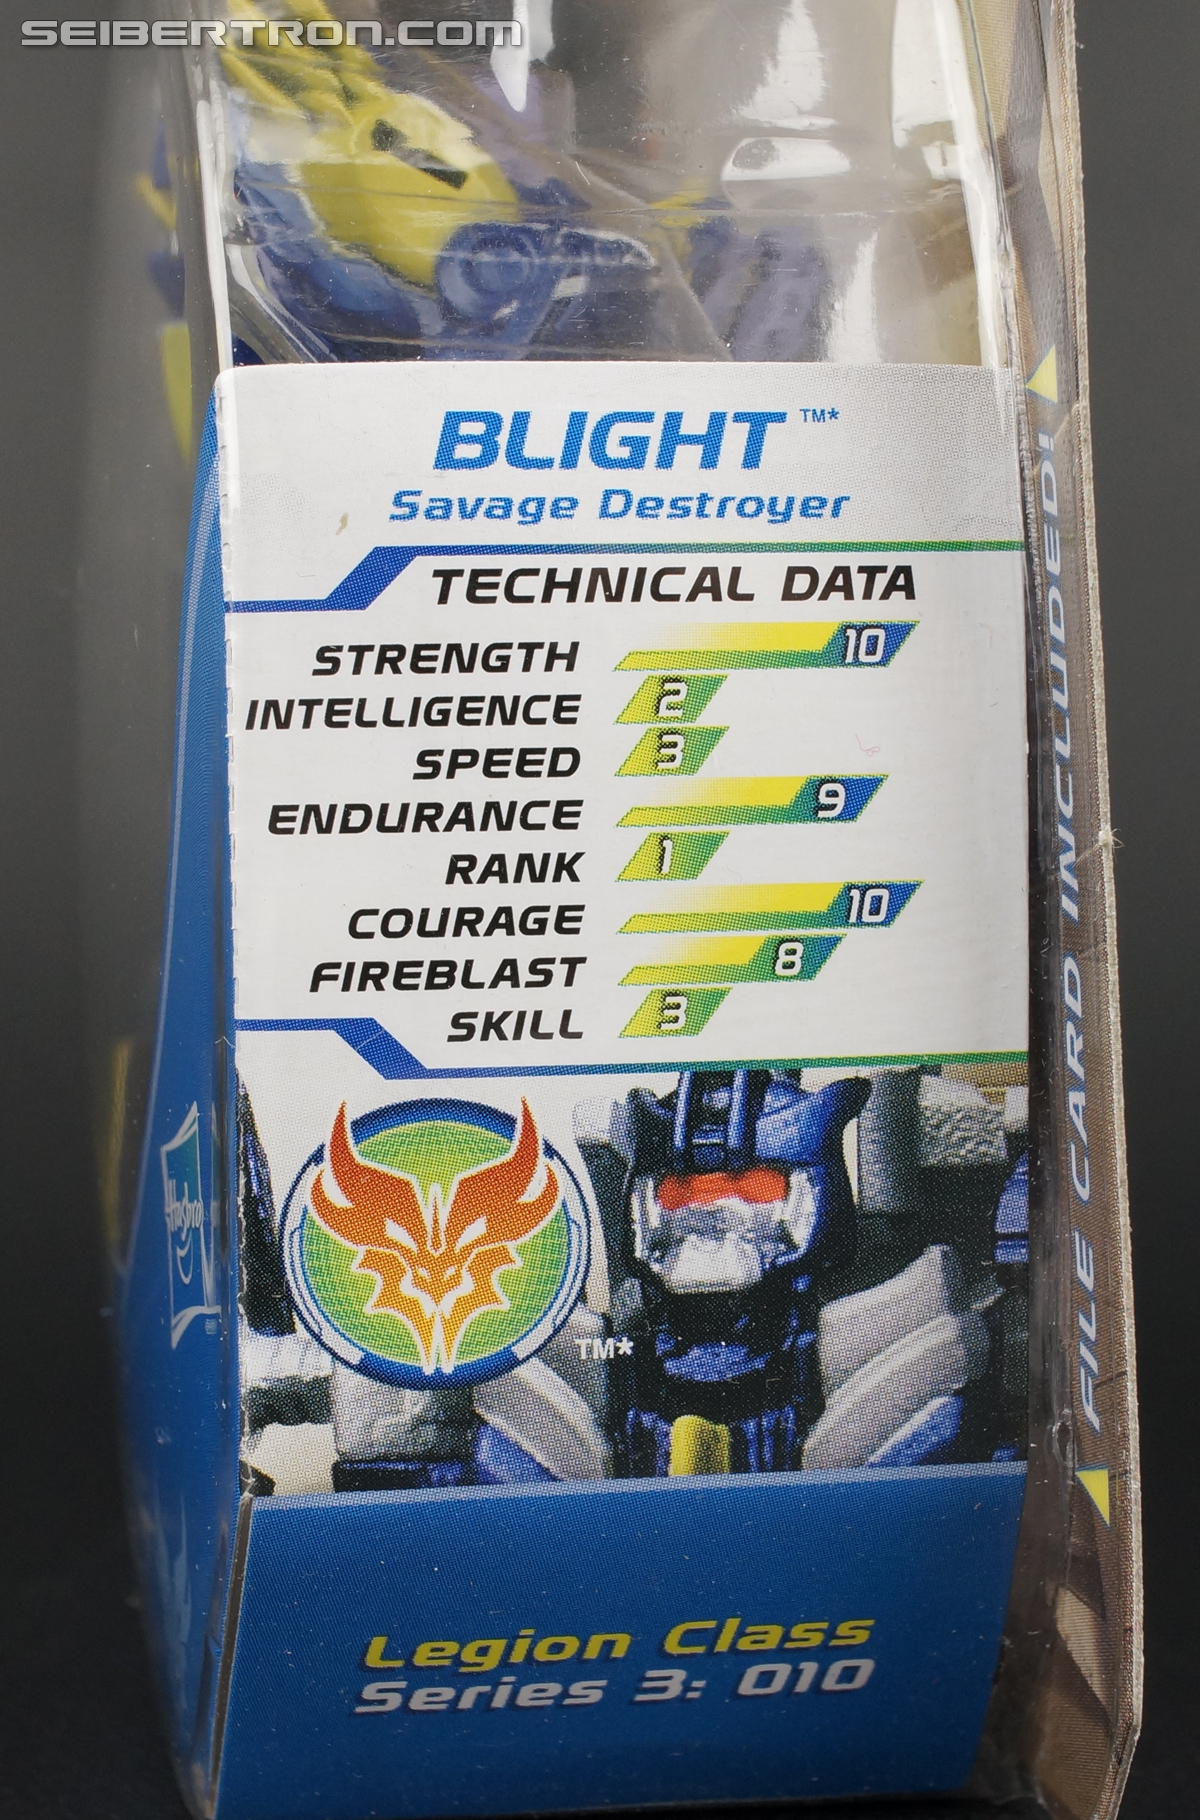 SEIBERTRON.COM
BLIGHT™*
Savage Destroyer
TECHNICAL DATA
STRENGTH 10
INTELLIGENCE 2
SPEED 3
ENDURANCE 9
RANK 1
COURAGE 10
FIREBLAST 8
SKILL 3
TM*
Hasbro
FILE CARD INCLUDED!
Legion Class
Series 3: 010